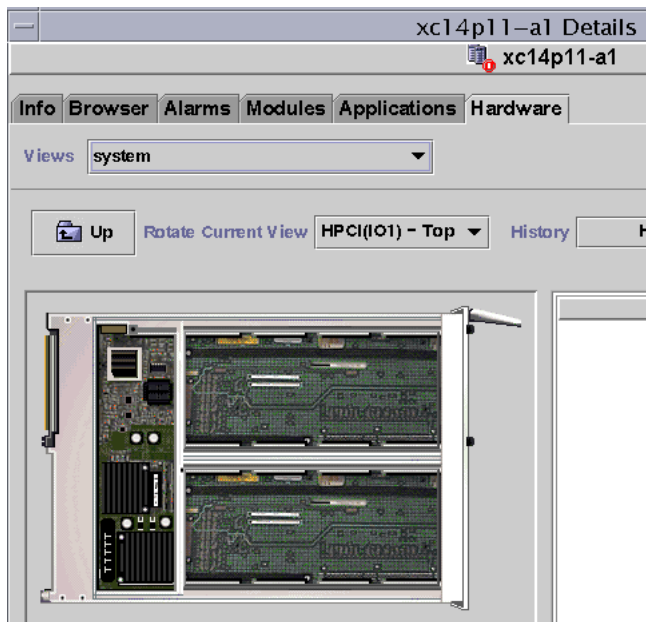 xc14p11-a1 Details
xc14p11-a1
Info Browser Alarms Modules Applications Hardware
Views system
Up Rotate Current View HPCI(IO1) - Top History H